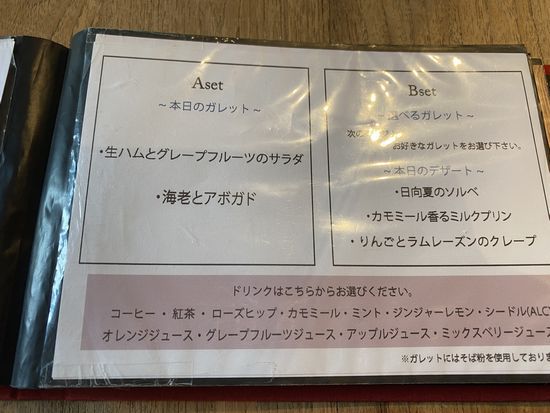 Aset
～本日のガレット～
・生ハムとグレープフルーツのサラダ
・海老とアボガド
Bset
べるガレット～
次の
お好きなガレットをお選び下さい。
～本日のデザート～
・日向夏のソルベ
・カモミール香るミルクプリン
・りんごとラムレーズンのクレープ
ドリンクはこちらからお選びください。
コーヒー・紅茶・ローズヒップ・カモミール・ミント・ジンジャーレモン・シードル(ALC
オレンジジュース・グレープフルーツジュース・アップルジュース・ミックスベリージュー
※ガレットにはそば粉を使用しておりま